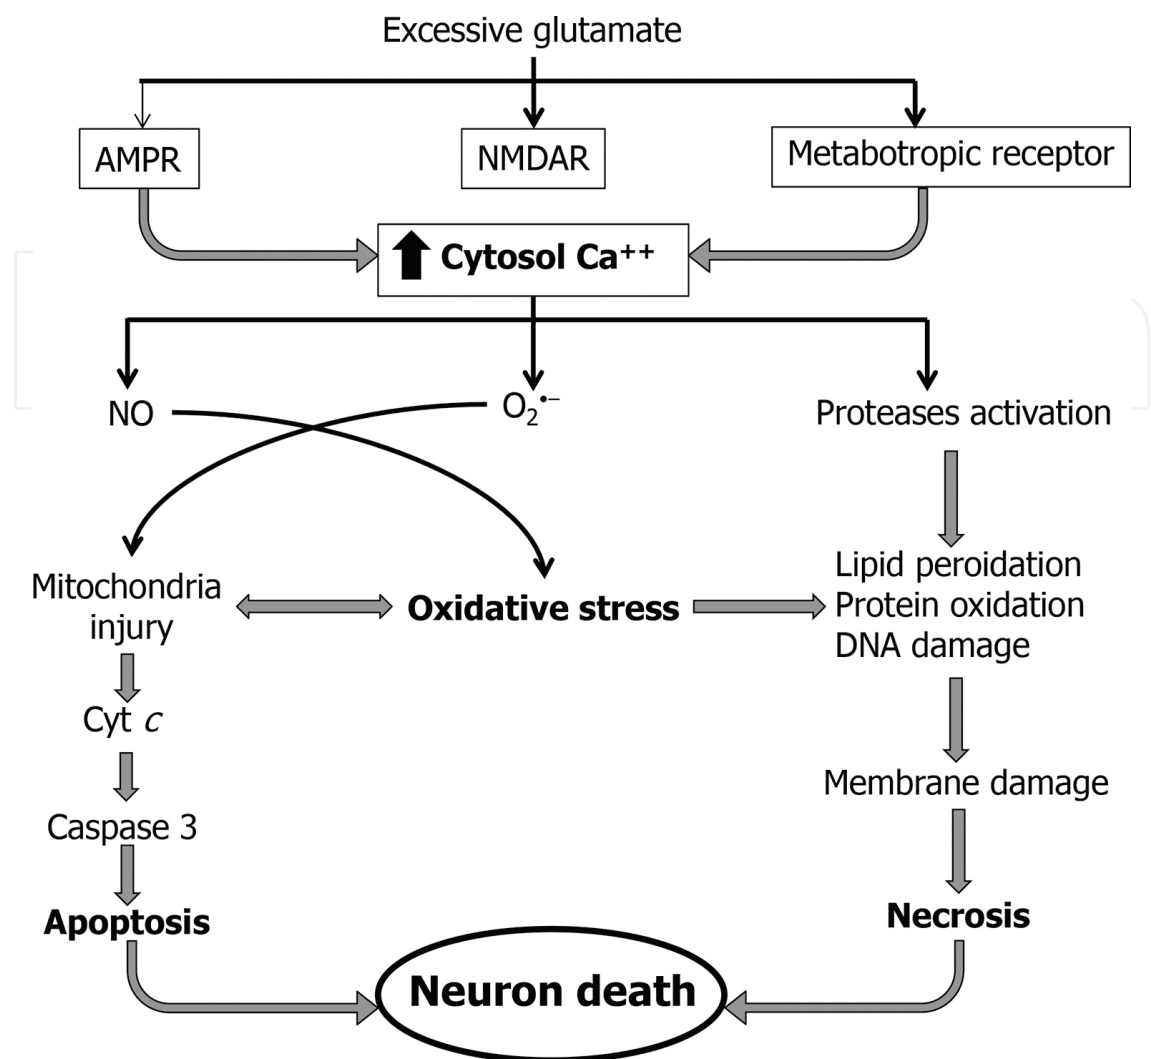 Excessive glutamate
AMPR
NMDAR
Metabotropic receptor
Cytosol Ca⁺⁺
NO
O₂•⁻
Proteases activation
Mitochondria
injury
Oxidative stress
Lipid peroidation
Protein oxidation
DNA damage
Cyt c
Membrane damage
Caspase 3
Apoptosis
Necrosis
Neuron death